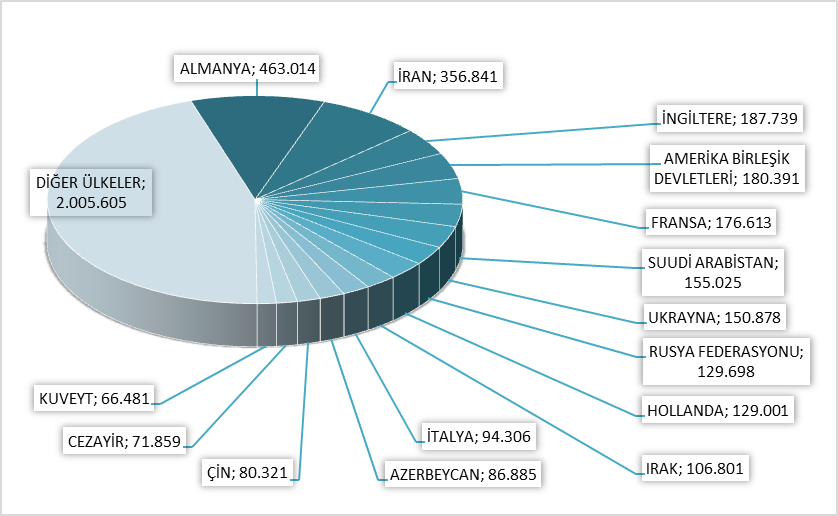 ALMANYA; 463.014
İRAN; 356.841
İNGİLTERE; 187.739
AMERİKA BİRLEŞİK
DEVLETLERİ; 180.391
FRANSA; 176.613
SUUDİ ARABİSTAN;
155.025
UKRAYNA; 150.878
RUSYA FEDERASYONU;
129.698
HOLLANDA; 129.001
IRAK; 106.801
İTALYA; 94.306
AZERBEYCAN; 86.885
ÇİN; 80.321
CEZAYİR; 71.859
KUVEYT; 66.481
DİĞER ÜLKELER;
2.005.605